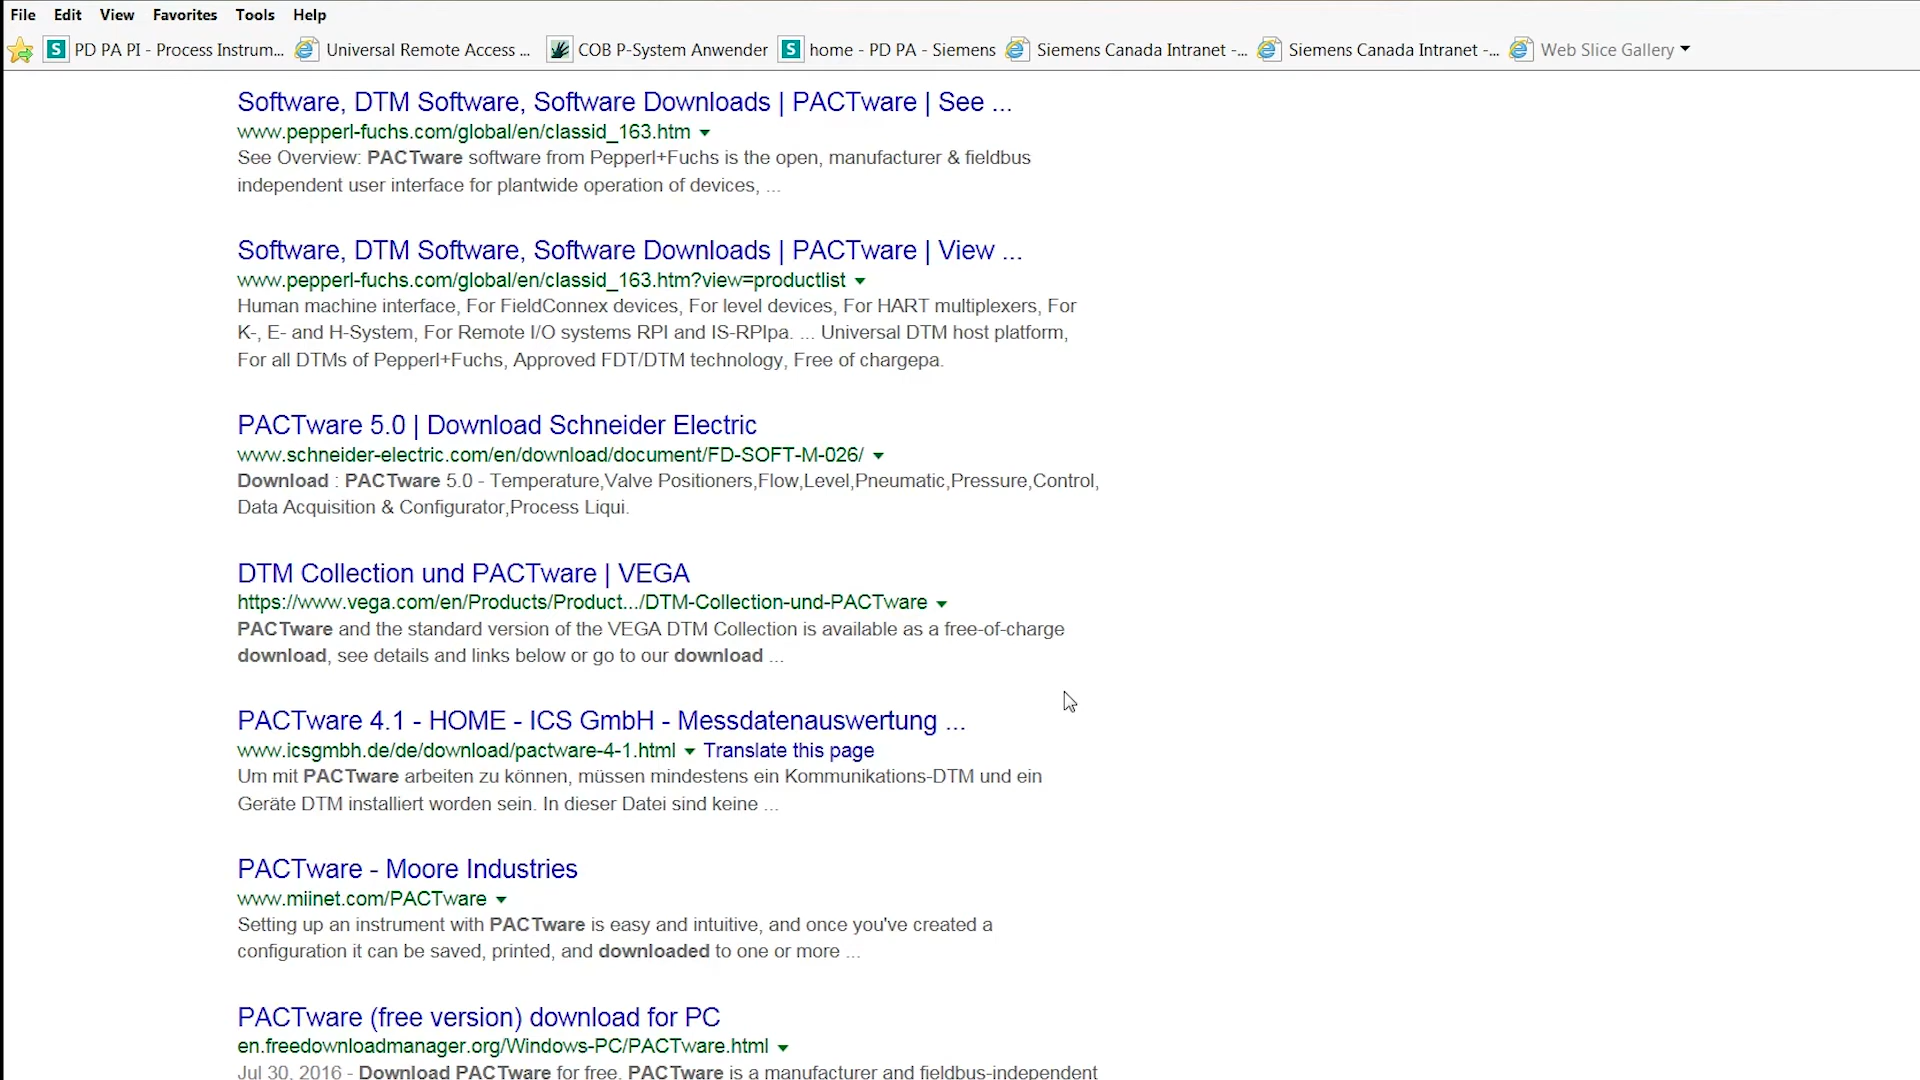 File Edit View Favorites Tools Help
PD PA PI - Process Instrum... Universal Remote Access ... COB P-System Anwender home - PD PA - Siemens Siemens Canada Intranet -... Siemens Canada Intranet -... Web Slice Gallery
Software, DTM Software, Software Downloads | PACTware | See ...
www.pepperl-fuchs.com/global/en/classid_163.htm
See Overview: PACTware software from Pepperl+Fuchs is the open, manufacturer & fieldbus
independent user interface for plantwide operation of devices, ...
Software, DTM Software, Software Downloads | PACTware | View ...
www.pepperl-fuchs.com/global/en/classid_163.htm?view=productlist
Human machine interface, For FieldConnex devices, For level devices, For HART multiplexers, For
K-, E- and H-System, For Remote I/O systems RPI and IS-RPIpa. ... Universal DTM host platform,
For all DTMs of Pepperl+Fuchs, Approved FDT/DTM technology, Free of chargepa.
PACTware 5.0 | Download Schneider Electric
www.schneider-electric.com/en/download/document/FD-SOFT-M-026/
Download : PACTware 5.0 - Temperature,Valve Positioners,Flow,Level,Pneumatic,Pressure,Control,
Data Acquisition & Configurator,Process Liqui.
DTM Collection und PACTware | VEGA
https://www.vega.com/en/Products/Product.../DTM-Collection-und-PACTware
PACTware and the standard version of the VEGA DTM Collection is available as a free-of-charge
download, see details and links below or go to our download ...
PACTware 4.1 - HOME - ICS GmbH - Messdatenauswertung ...
www.icsgmbh.de/de/download/pactware-4-1.html Translate this page
Um mit PACTware arbeiten zu können, müssen mindestens ein Kommunikations-DTM und ein
Geräte DTM installiert worden sein. In dieser Datei sind keine ...
PACTware - Moore Industries
www.miinet.com/PACTware
Setting up an instrument with PACTware is easy and intuitive, and once you've created a
configuration it can be saved, printed, and downloaded to one or more ...
PACTware (free version) download for PC
en.freedownloadmanager.org/Windows-PC/PACTware.html
Jul 30, 2016 - Download PACTware for free. PACTware is a manufacturer and fieldbus-independent